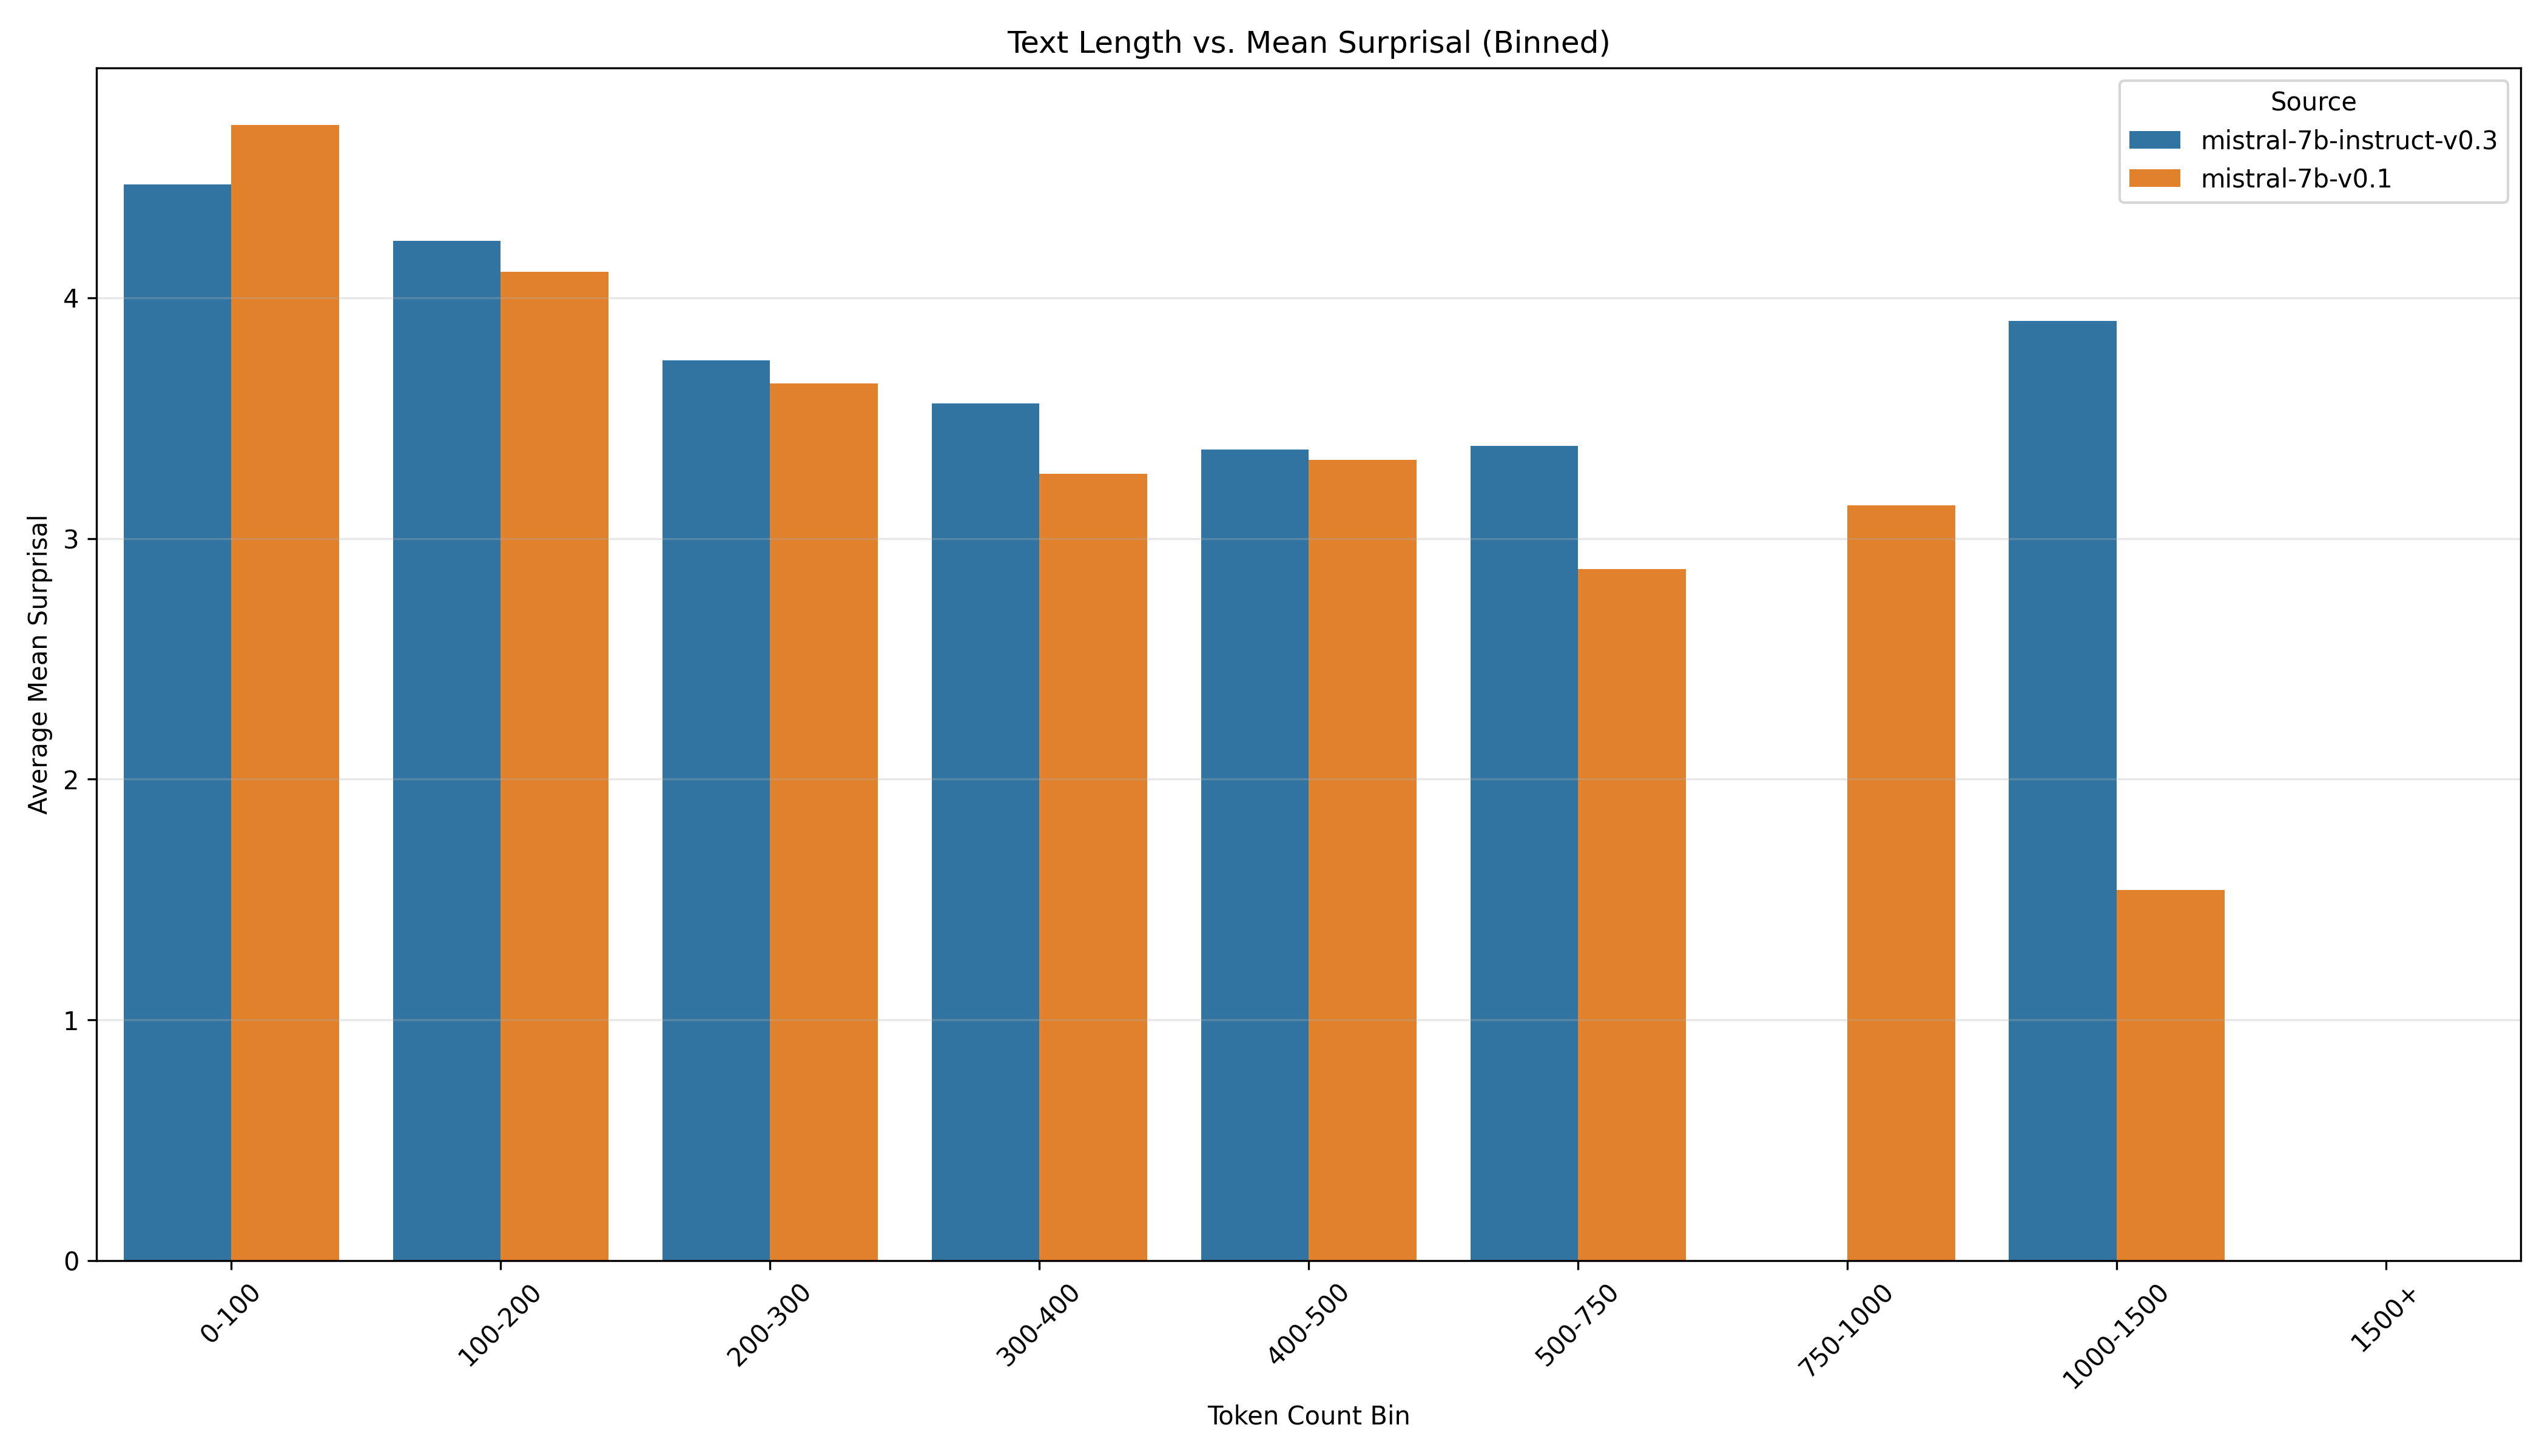 Text Length vs. Mean Surprisal (Binned)
Source
mistral-7b-instruct-v0.3
mistral-7b-v0.1
Average Mean Surprisal
4
3
2
1
0
0-100
100-200
200-300
300-400
400-500
500-750
750-1000
1000-1500
1500+
Token Count Bin